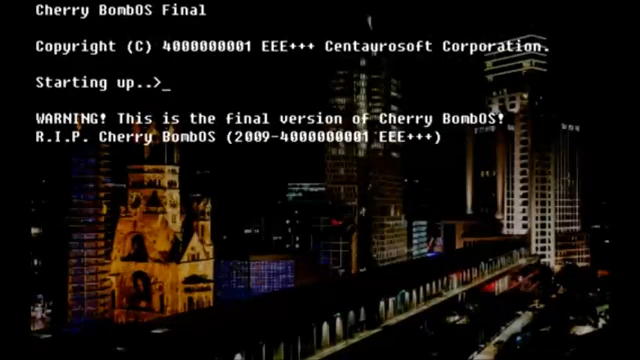 Cherry BombOS Final
Copyright (C) 4000000001 EEE+++ Centaurosoft Corporation.
Starting up..>_
WARNING! This is the final version of Cherry BombOS!
R.I.P. Cherry BombOS (2009-4000000001 EEE+++)